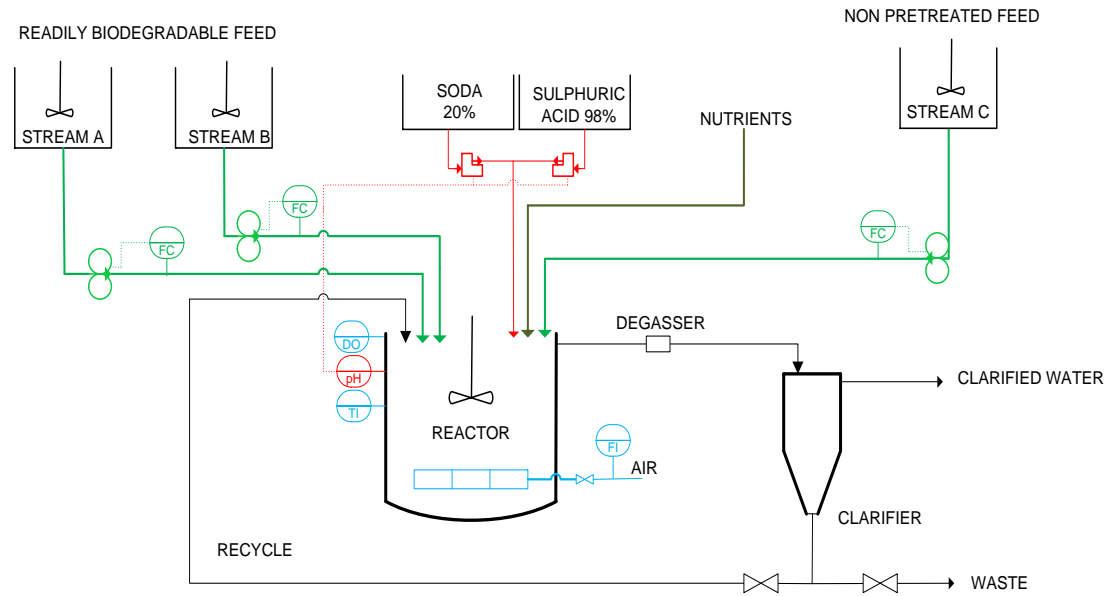 READILY BIODEGRADABLE FEED
NON PRETREATED FEED
STREAM A
STREAM B
SODA
20%
SULPHURIC
ACID 98%
NUTRIENTS
STREAM C
FC
FC
FC
DO
pH
TI
REACTOR
FI
AIR
DEGASSER
CLARIFIED WATER
CLARIFIER
RECYCLE
WASTE